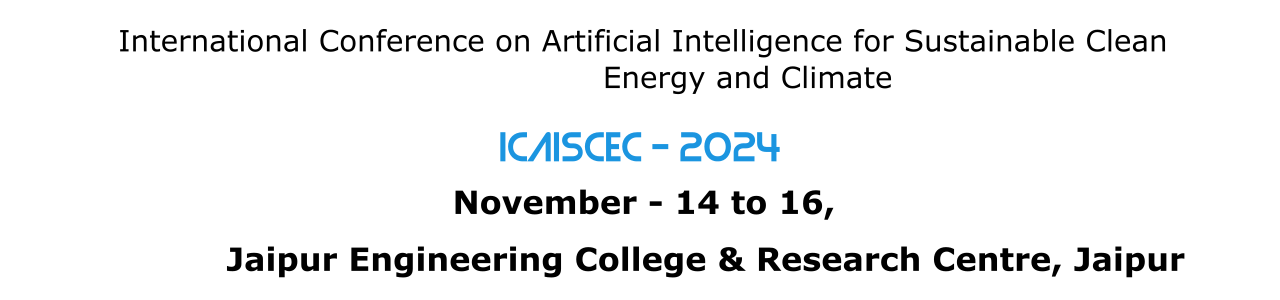 International Conference on Artificial Intelligence for Sustainable Clean
Energy and Climate
ICAISCEC - 2024
November - 14 to 16,
Jaipur Engineering College & Research Centre, Jaipur